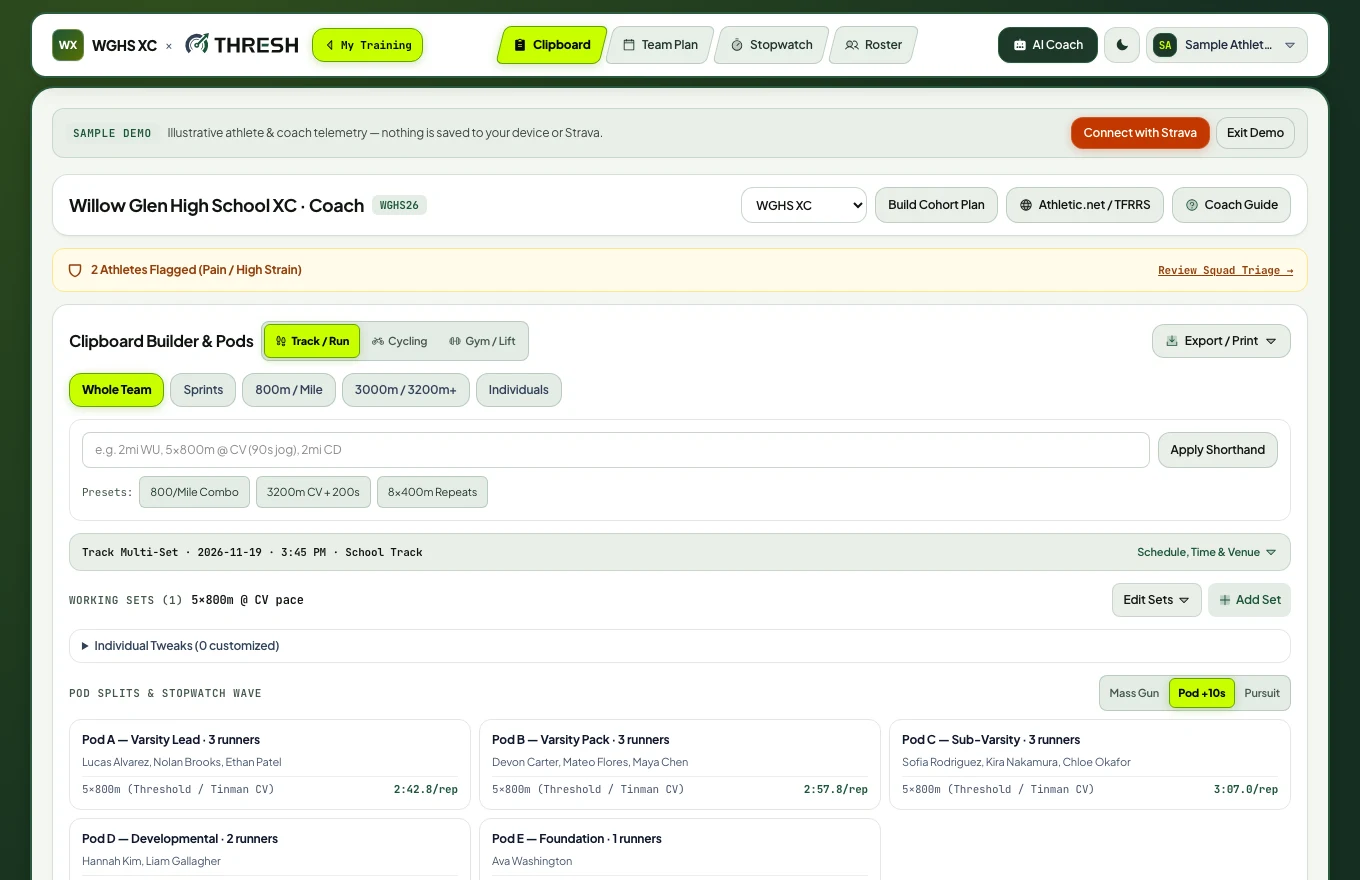 WX WGHS XC × THRESH My Training Clipboard Team Plan Stopwatch Roster AI Coach SA Sample Athlet...
SAMPLE DEMO Illustrative athlete & coach telemetry — nothing is saved to your device or Strava. Connect with Strava Exit Demo
Willow Glen High School XC · Coach WGHS26 WGHS XC Build Cohort Plan Athletic.net / TFRRS Coach Guide
2 Athletes Flagged (Pain / High Strain) Review Squad Triage →
Clipboard Builder & Pods Track / Run Cycling Gym / Lift Export / Print
Whole Team Sprints 800m / Mile 3000m / 3200m+ Individuals
e.g. 2mi WU, 5×800m @ CV (90s jog), 2mi CD Apply Shorthand
Presets: 800/Mile Combo 3200m CV + 200s 8×400m Repeats
Track Multi-Set · 2026-11-19 · 3:45 PM · School Track Schedule, Time & Venue
WORKING SETS (1) 5×800m @ CV pace Edit Sets Add Set
Individual Tweaks (0 customized)
POD SPLITS & STOPWATCH WAVE Mass Gun Pod +10s Pursuit
Pod A — Varsity Lead · 3 runners
Lucas Alvarez, Nolan Brooks, Ethan Patel
5×800m (Threshold / Tinman CV) 2:42.8/rep
Pod B — Varsity Pack · 3 runners
Devon Carter, Mateo Flores, Maya Chen
5×800m (Threshold / Tinman CV) 2:57.8/rep
Pod C — Sub-Varsity · 3 runners
Sofia Rodriguez, Kira Nakamura, Chloe Okafor
5×800m (Threshold / Tinman CV) 3:07.0/rep
Pod D — Developmental · 2 runners
Hannah Kim, Liam Gallagher
Pod E — Foundation · 1 runners
Ava Washington